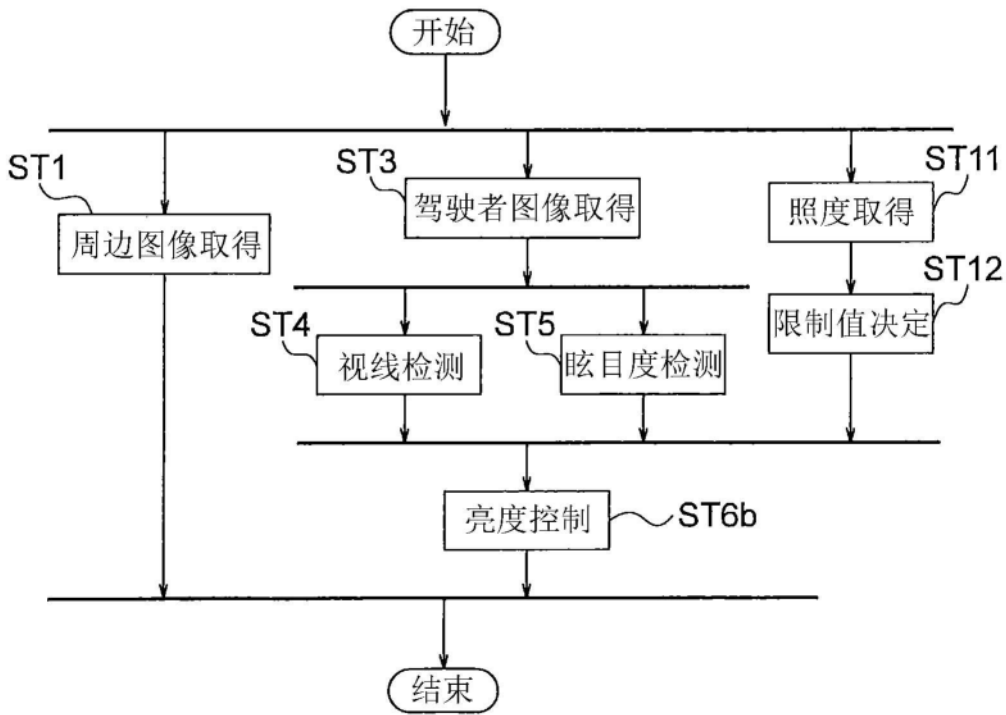 开始
ST1
周边图像取得
ST3
驾驶者图像取得
ST11
照度取得
ST4
视线检测
ST5
眩目度检测
ST12
限制值决定
亮度控制
ST6b
结束